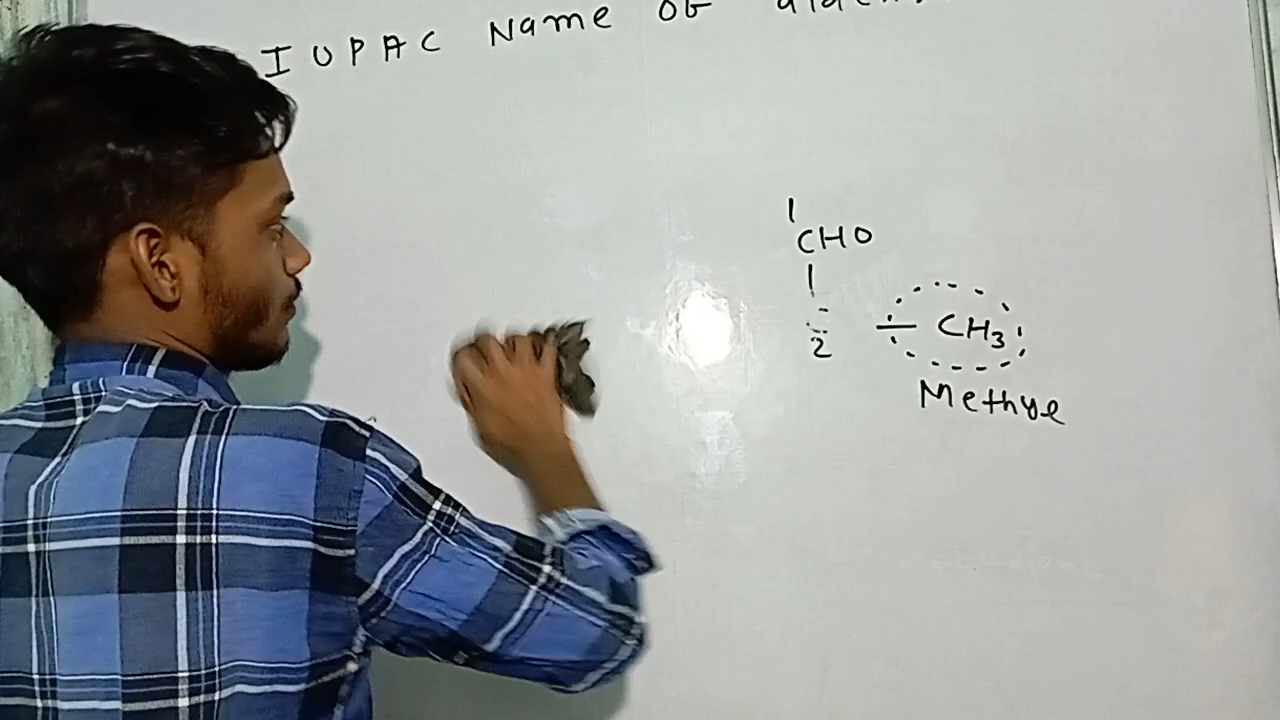 IUPAC Name of
1
CHO
2
— CH3
Methye